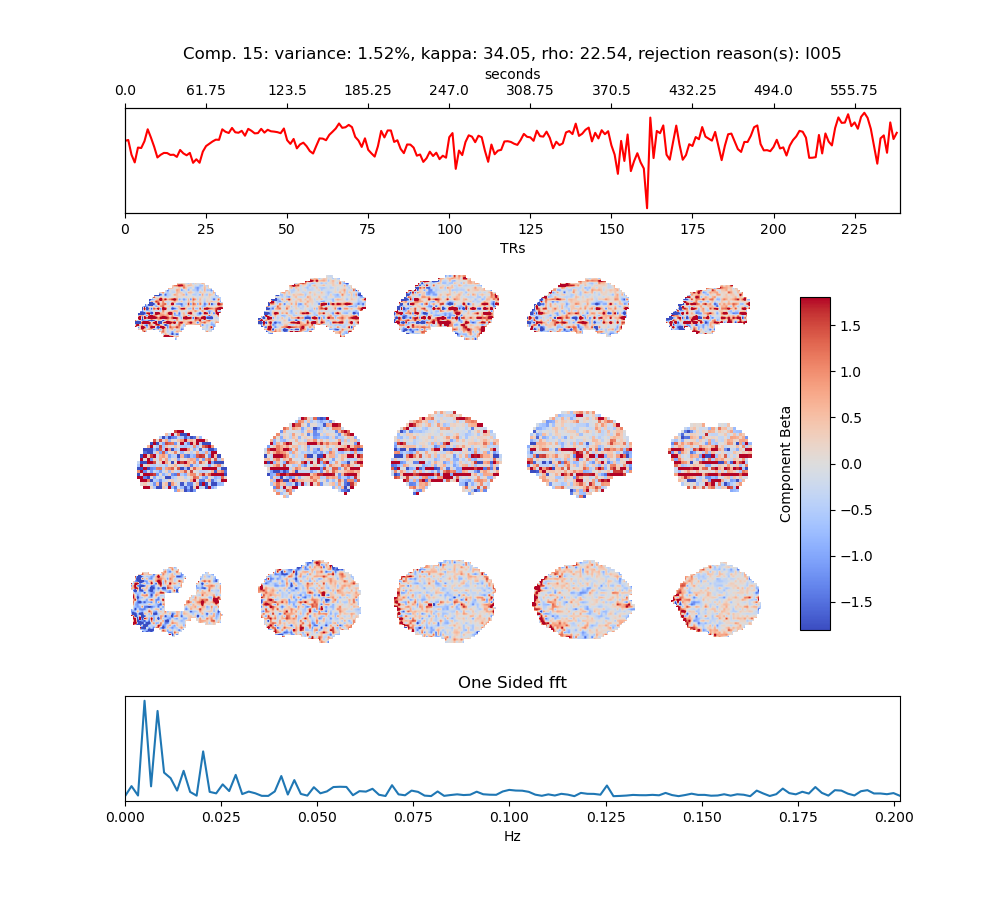 Comp. 15: variance: 1.52%, kappa: 34.05, rho: 22.54, rejection reason(s): I005
seconds
0.0 61.75 123.5 185.25 247.0 308.75 370.5 432.25 494.0 555.75
0 25 50 75 100 125 150 175 200 225
TRs
1.5
1.0
0.5
0.0
−0.5
−1.0
−1.5
Component Beta
One Sided fft
0.000 0.025 0.050 0.075 0.100 0.125 0.150 0.175 0.200
Hz